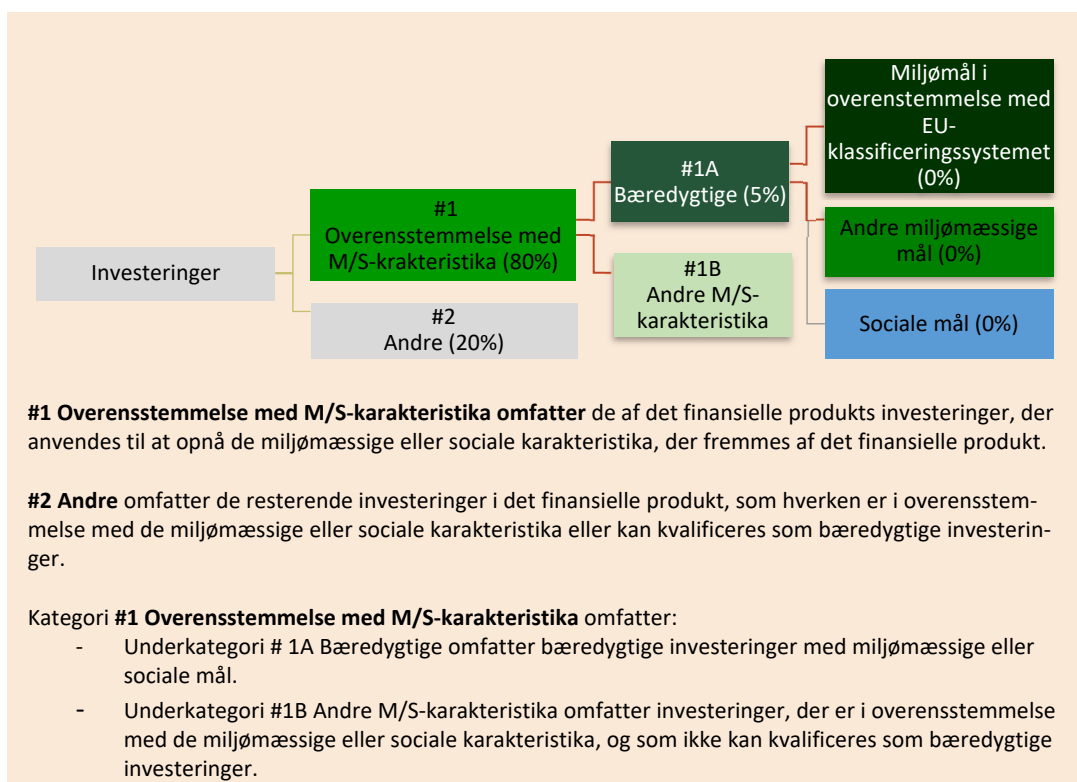 Investeringer
#1
Overensstemmelse med
M/S-krakteristika (80%)
#2
Andre (20%)
#1A
Bæredygtige (5%)
#1B
Andre M/S-
karakteristika
Miljømål i
overenstemmelse med
EU-
klassificeringssystemet
(0%)
Andre miljømæssige
mål (0%)
Sociale mål (0%)
#1 Overensstemmelse med M/S-karakteristika omfatter de af det finansielle produkts investeringer, der
anvendes til at opnå de miljømæssige eller sociale karakteristika, der fremmes af det finansielle produkt.
#2 Andre omfatter de resterende investeringer i det finansielle produkt, som hverken er i overensstem-
melse med de miljømæssige eller sociale karakteristika eller kan kvalificeres som bæredygtige investerin-
ger.
Kategori #1 Overensstemmelse med M/S-karakteristika omfatter:
- Underkategori # 1A Bæredygtige omfatter bæredygtige investeringer med miljømæssige eller
sociale mål.
- Underkategori #1B Andre M/S-karakteristika omfatter investeringer, der er i overensstemmelse
med de miljømæssige eller sociale karakteristika, og som ikke kan kvalificeres som bæredygtige
investeringer.